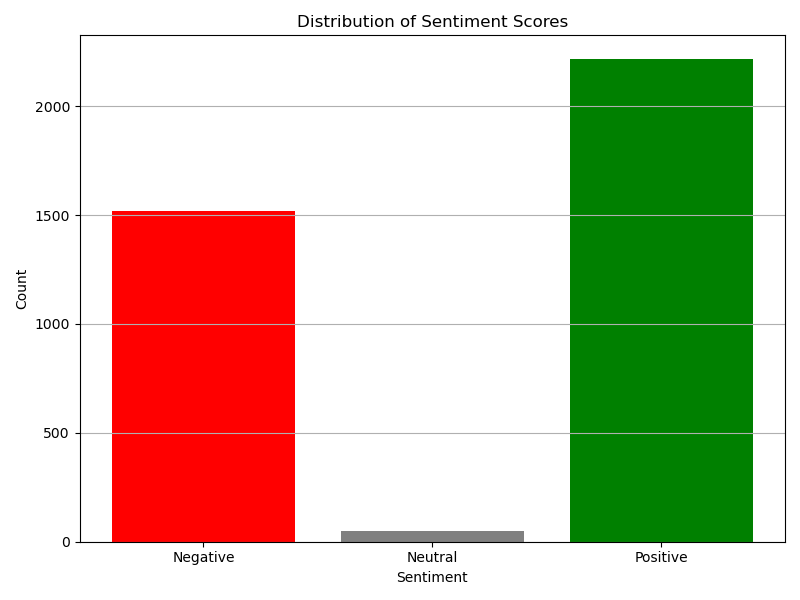 Distribution of Sentiment Scores
2000
1500
1000
500
0
Count
Negative
Neutral
Positive
Sentiment